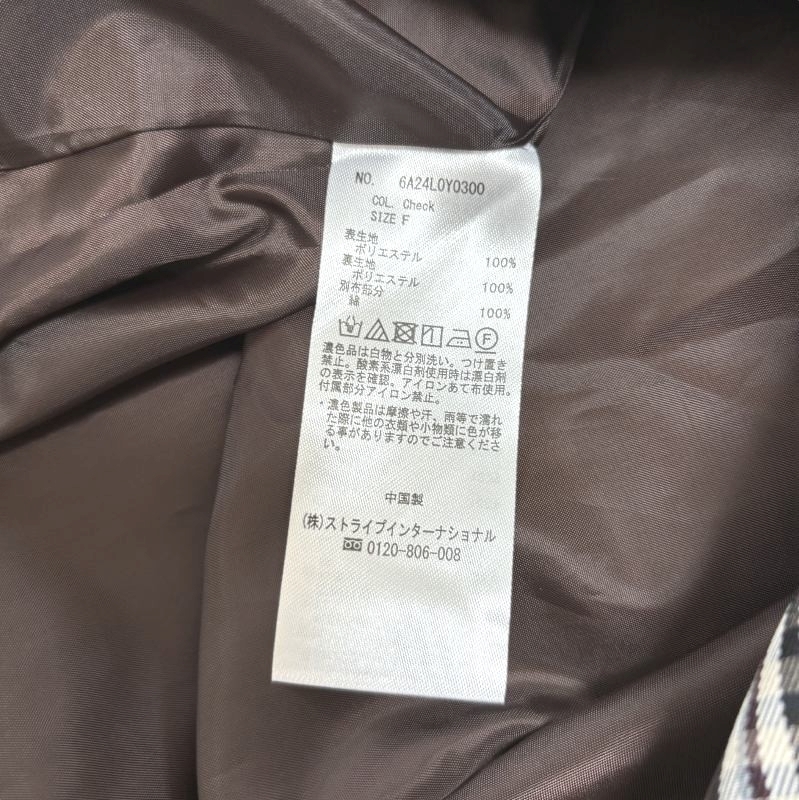 NO. 6A24L0Y0300
COL. Check
SIZE F
表生地
ポリエステル 100%
裏生地
ポリエステル 100%
別布部分
綿 100%
F
濃色品は白物と分別洗い。つけ置き
禁止。酸素系漂白剤使用時は漂白剤
の表示を確認。アイロンあて布使用。
付属部分アイロン禁止。
・濃色製品は摩擦や汗、雨等で濡れ
た際に他の衣類や小物類に色が移
る事がありますのでご注意くださ
い。
中国製
(株)ストライプインターナショナル
0120-806-008